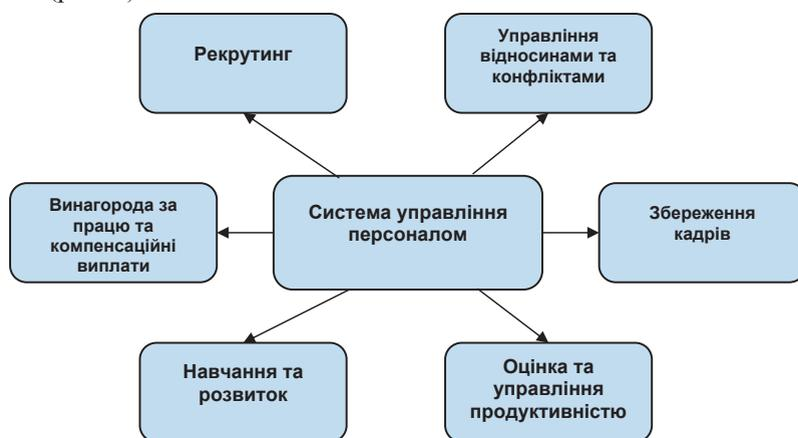 Рекрутинг
Управління
відносинами та
конфліктами
Винагорода за
працю та
компенсаційні
виплати
Система управління
персоналом
Збереження
кадрів
Навчання та
розвиток
Оцінка та
управління
продуктивністю